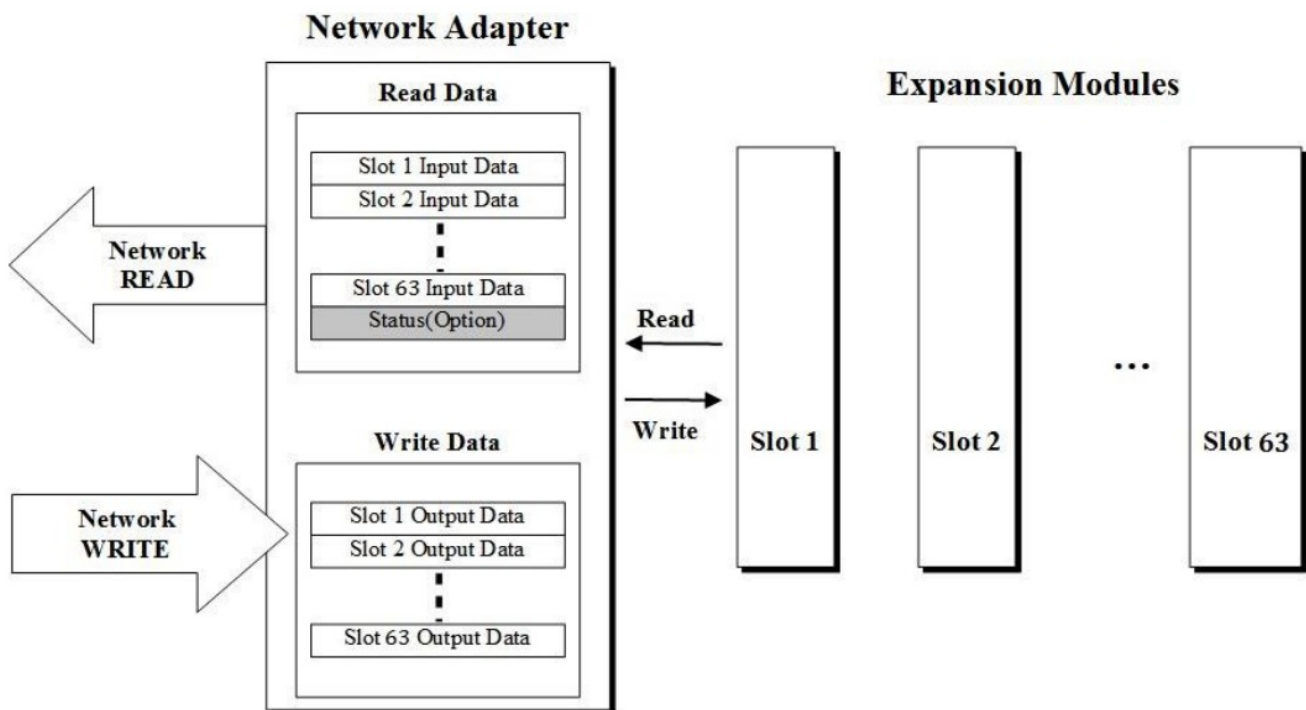 Network Adapter
Read Data
Slot 1 Input Data
Slot 2 Input Data
Slot 63 Input Data
Status(Option)
Network
READ
Write Data
Slot 1 Output Data
Slot 2 Output Data
Slot 63 Output Data
Network
WRITE
Read
Write
Expansion Modules
Slot 1
Slot 2
...
Slot 63